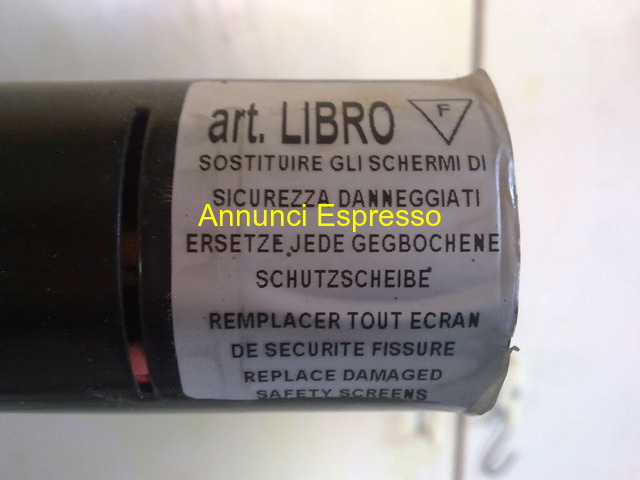 art. LIBRO F
SOSTITUIRE GLI SCHERMI DI
SICUREZZA DANNEGGIATI
Annunci Espresso
ERSETZE JEDE GEGBOCHENE
SCHUTZSCHEIBE
REMPLACER TOUT ECRAN
DE SECURITE FISSURE
REPLACE DAMAGED
SAFETY SCREENS